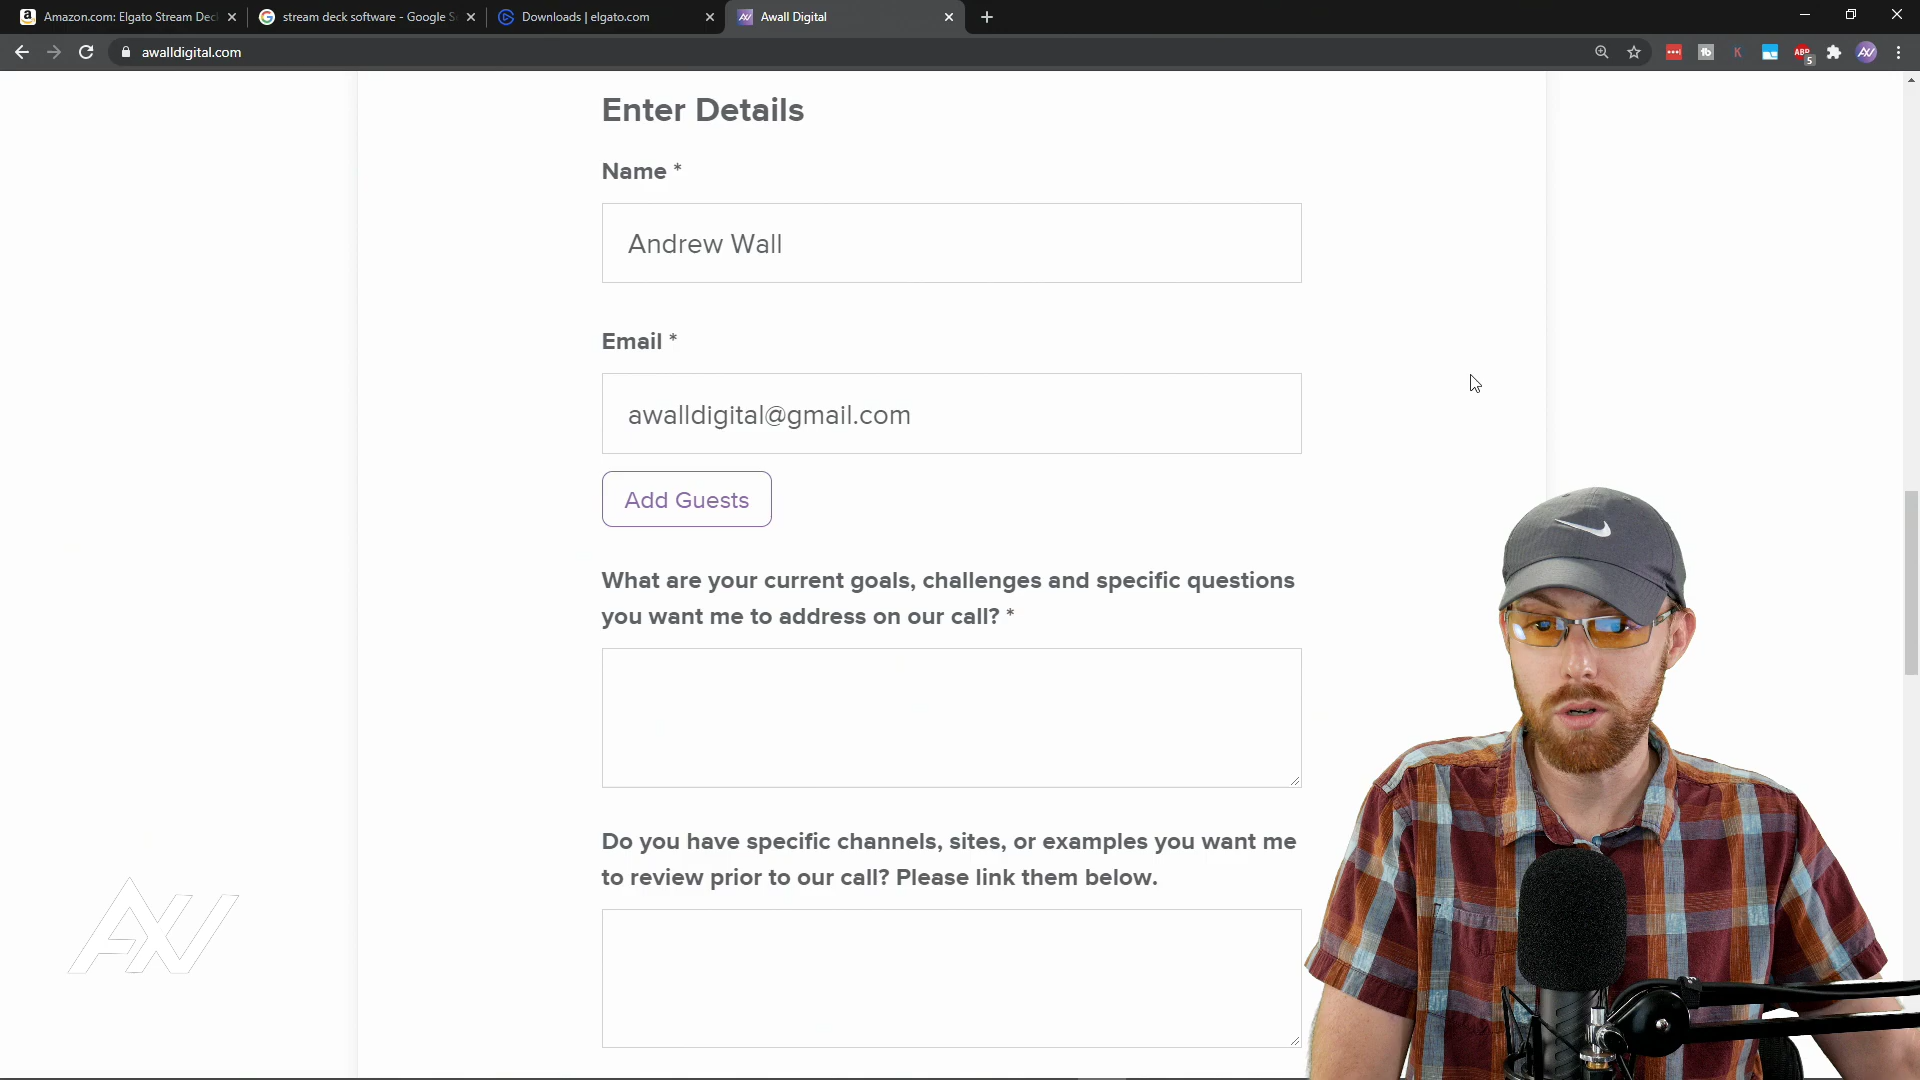 Amazon.com: Elgato Stream Dec
stream deck software - Google S
Downloads | elgato.com
Awall Digital
awalldigital.com
ABP
5
Enter Details
Name *
Andrew Wall
Email *
awalldigital@gmail.com
Add Guests
What are your current goals, challenges and specific questions
you want me to address on our call? *
Do you have specific channels, sites, or examples you want me
to review prior to our call? Please link them below.